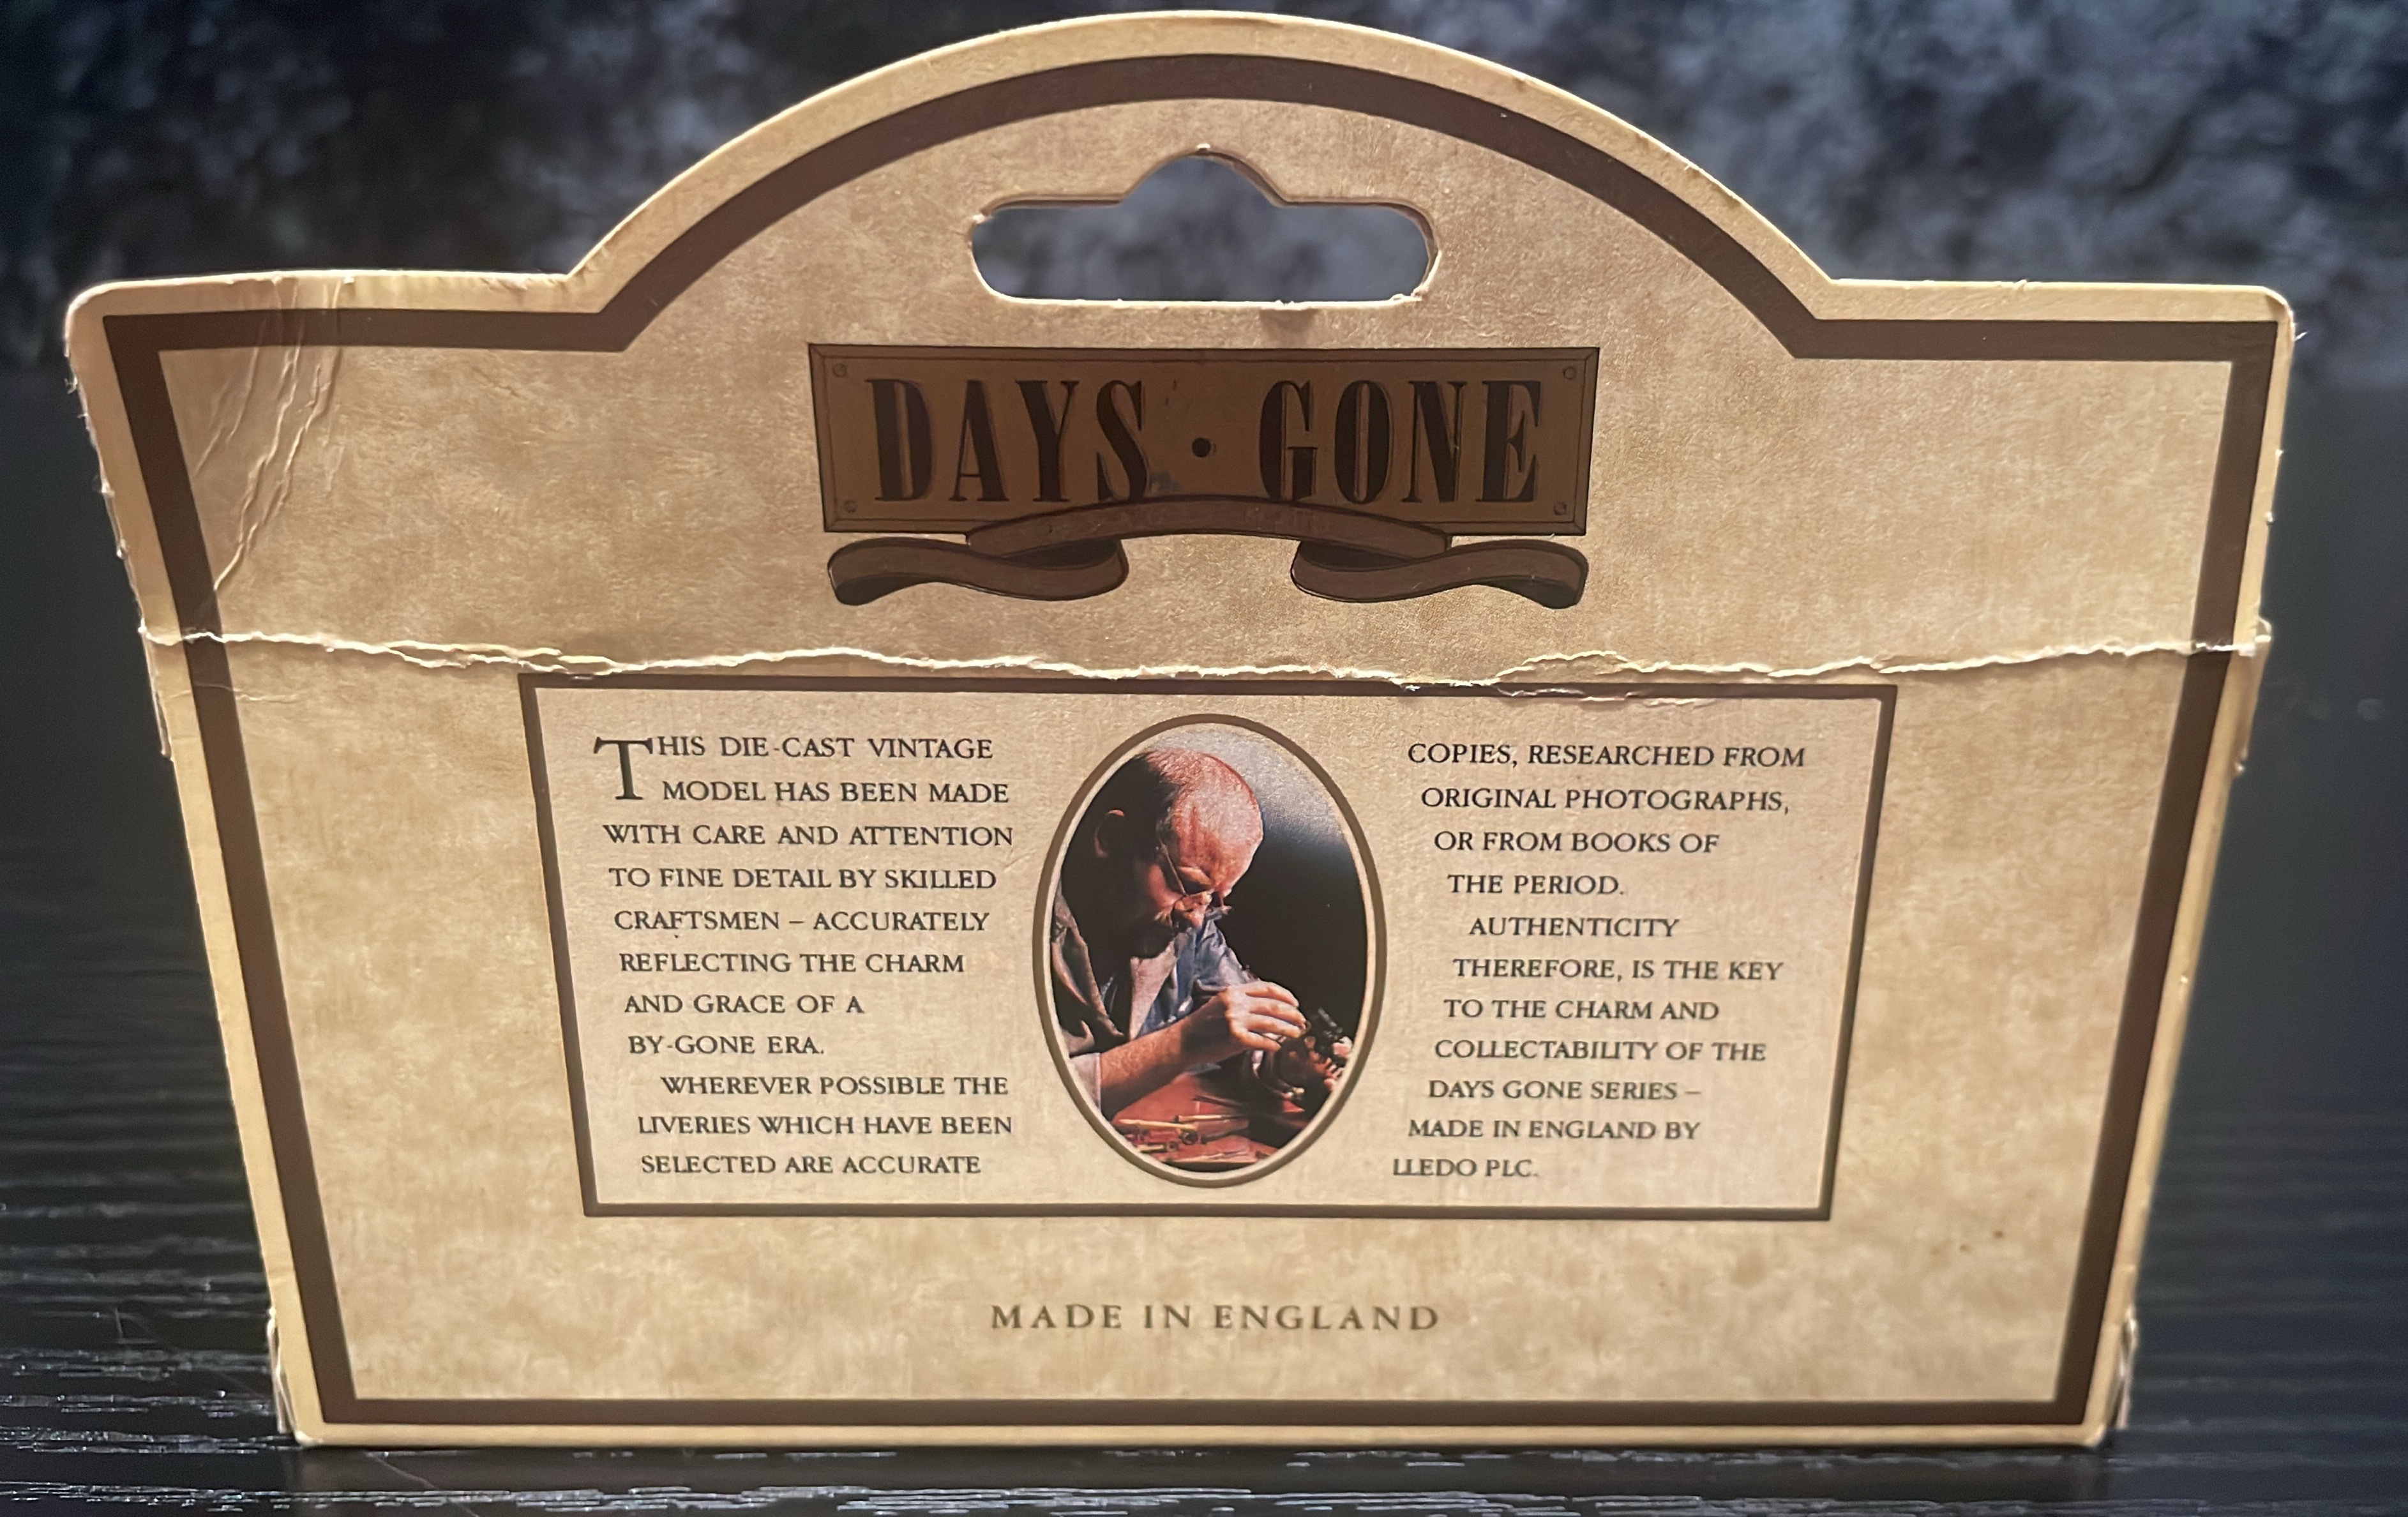 DAYS · GONE
THIS DIE-CAST VINTAGE
MODEL HAS BEEN MADE
WITH CARE AND ATTENTION
TO FINE DETAIL BY SKILLED
CRAFTSMEN – ACCURATELY
REFLECTING THE CHARM
AND GRACE OF A
BY-GONE ERA.
WHEREVER POSSIBLE THE
LIVERIES WHICH HAVE BEEN
SELECTED ARE ACCURATE
COPIES, RESEARCHED FROM
ORIGINAL PHOTOGRAPHS,
OR FROM BOOKS OF
THE PERIOD.
AUTHENTICITY
THEREFORE, IS THE KEY
TO THE CHARM AND
COLLECTABILITY OF THE
DAYS GONE SERIES –
MADE IN ENGLAND BY
LLEDO PLC.
MADE IN ENGLAND